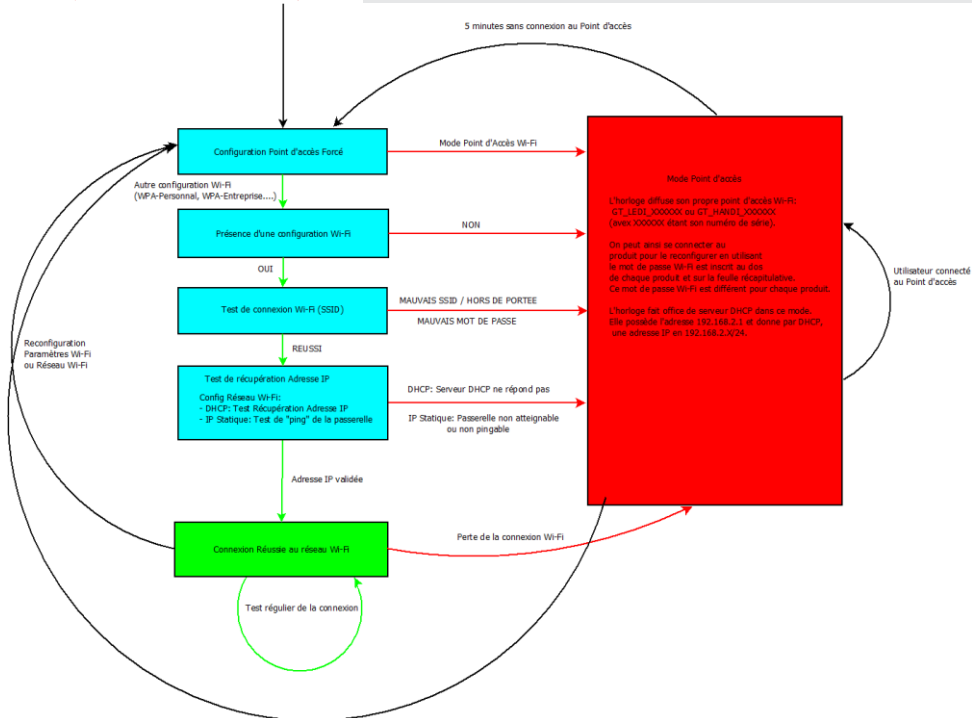 5 minutes sans connexion au Point d'accès
Configuration Point d'accès Forcé
Mode Point d'Accès Wi-Fi
Autre configuration Wi-Fi
(WPA-Personnal, WPA-Entreprise....)
Présence d'une configuration Wi-Fi
NON
OUI
Test de connexion Wi-Fi (SSID)
MAUVAIS SSID / HORS DE PORTEE
MAUVAIS MOT DE PASSE
REUSSI
Test de récupération Adresse IP
Config Réseau Wi-Fi:
- DHCP: Test Récupération Adresse IP
- IP Statique: Test de "ping" de la passerelle
DHCP: Serveur DHCP ne répond pas
IP Statique: Passerelle non atteignable
ou non pingable
Adresse IP validée
Connexion Réussie au réseau Wi-Fi
Perte de la connexion Wi-Fi
Test régulier de la connexion
Reconfiguration
Paramètres Wi-Fi
ou Réseau Wi-Fi
Mode Point d'accès
L'horloge diffuse son propre point d'accès Wi-Fi:
GT_LEDI_XXXXXX ou GT_HANDI_XXXXXX
(avex XXXXXX étant son numéro de série).
On peut ainsi se connecter au
produit pour le reconfigurer en utilisant
le mot de passe Wi-Fi est inscrit au dos
de chaque produit et sur la feuille récapitulative.
Ce mot de passe Wi-Fi est différent pour chaque produit.
L'horloge fait office de serveur DHCP dans ce mode.
Elle possède l'adresse 192.168.2.1 et donne par DHCP,
une adresse IP en 192.168.2.X/24.
Utilisateur connecté
au Point d'accès